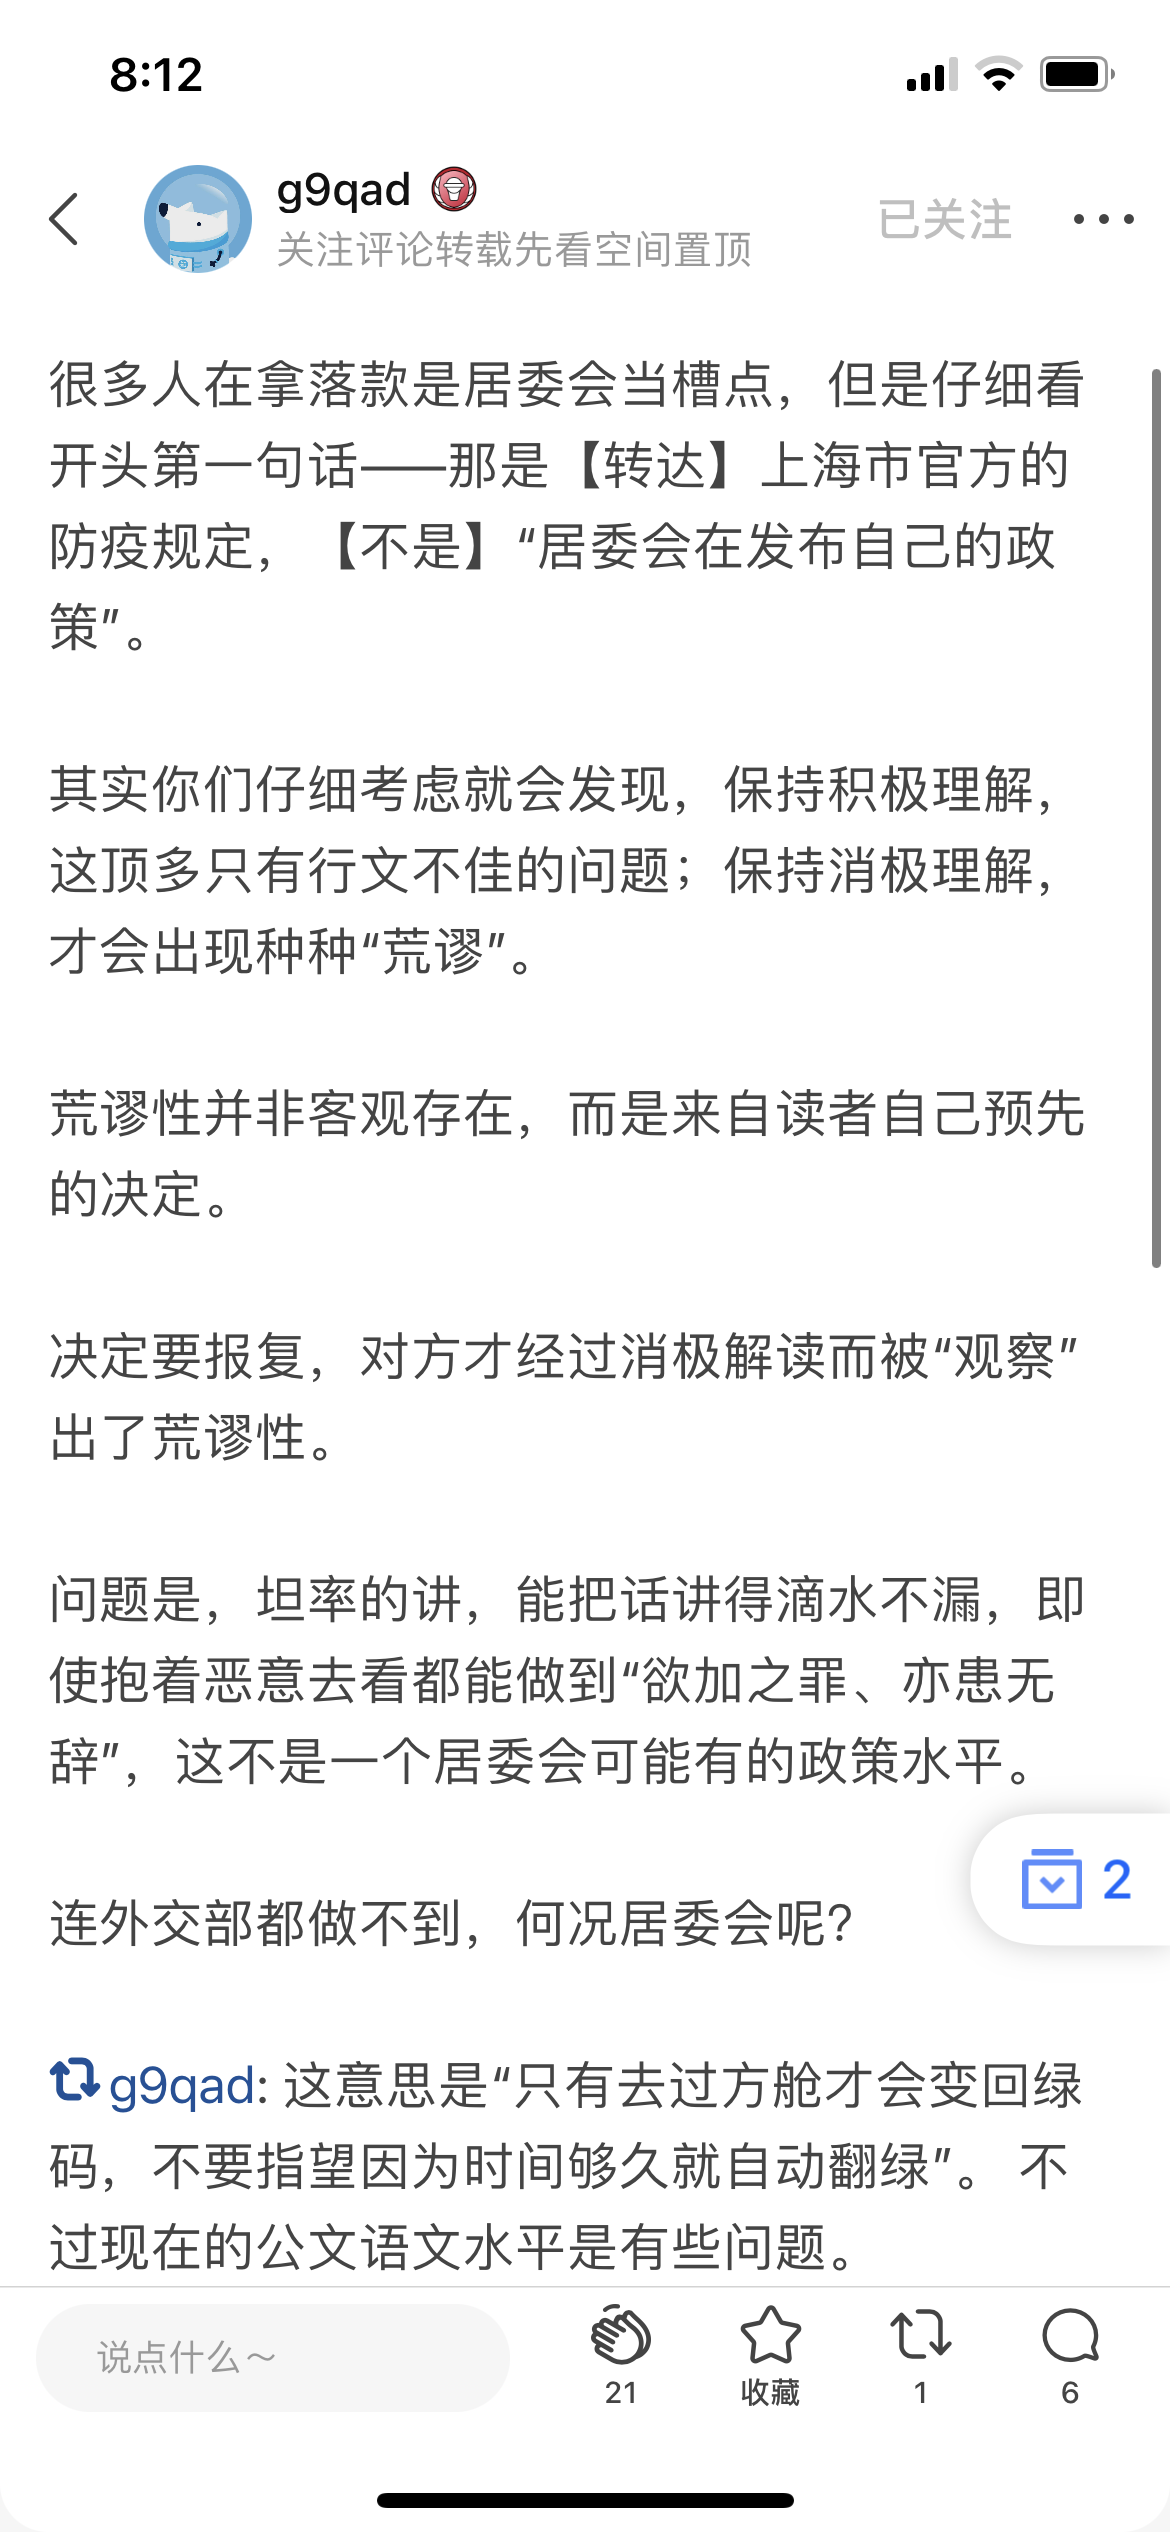 8:12
g9qad
关注评论转载先看空间置顶
已关注
很多人在拿落款是居委会当槽点，但是仔细看
开头第一句话——那是【转达】上海市官方的
防疫规定，【不是】“居委会在发布自己的政
策”。
其实你们仔细考虑就会发现，保持积极理解，
这顶多只有行文不佳的问题；保持消极理解，
才会出现种种“荒谬”。
荒谬性并非客观存在，而是来自读者自己预先
的决定。
决定要报复，对方才经过消极解读而被“观察”
出了荒谬性。
问题是，坦率的讲，能把话讲得滴水不漏，即
使抱着恶意去看都能做到“欲加之罪、亦患无
辞”，这不是一个居委会可能有的政策水平。
2
连外交部都做不到，何况居委会呢？
g9qad: 这意思是“只有去过方舱才会变回绿
码，不要指望因为时间够久就自动翻绿”。 不
过现在的公文语文水平是有些问题。
说点什么～
21
收藏
1
6